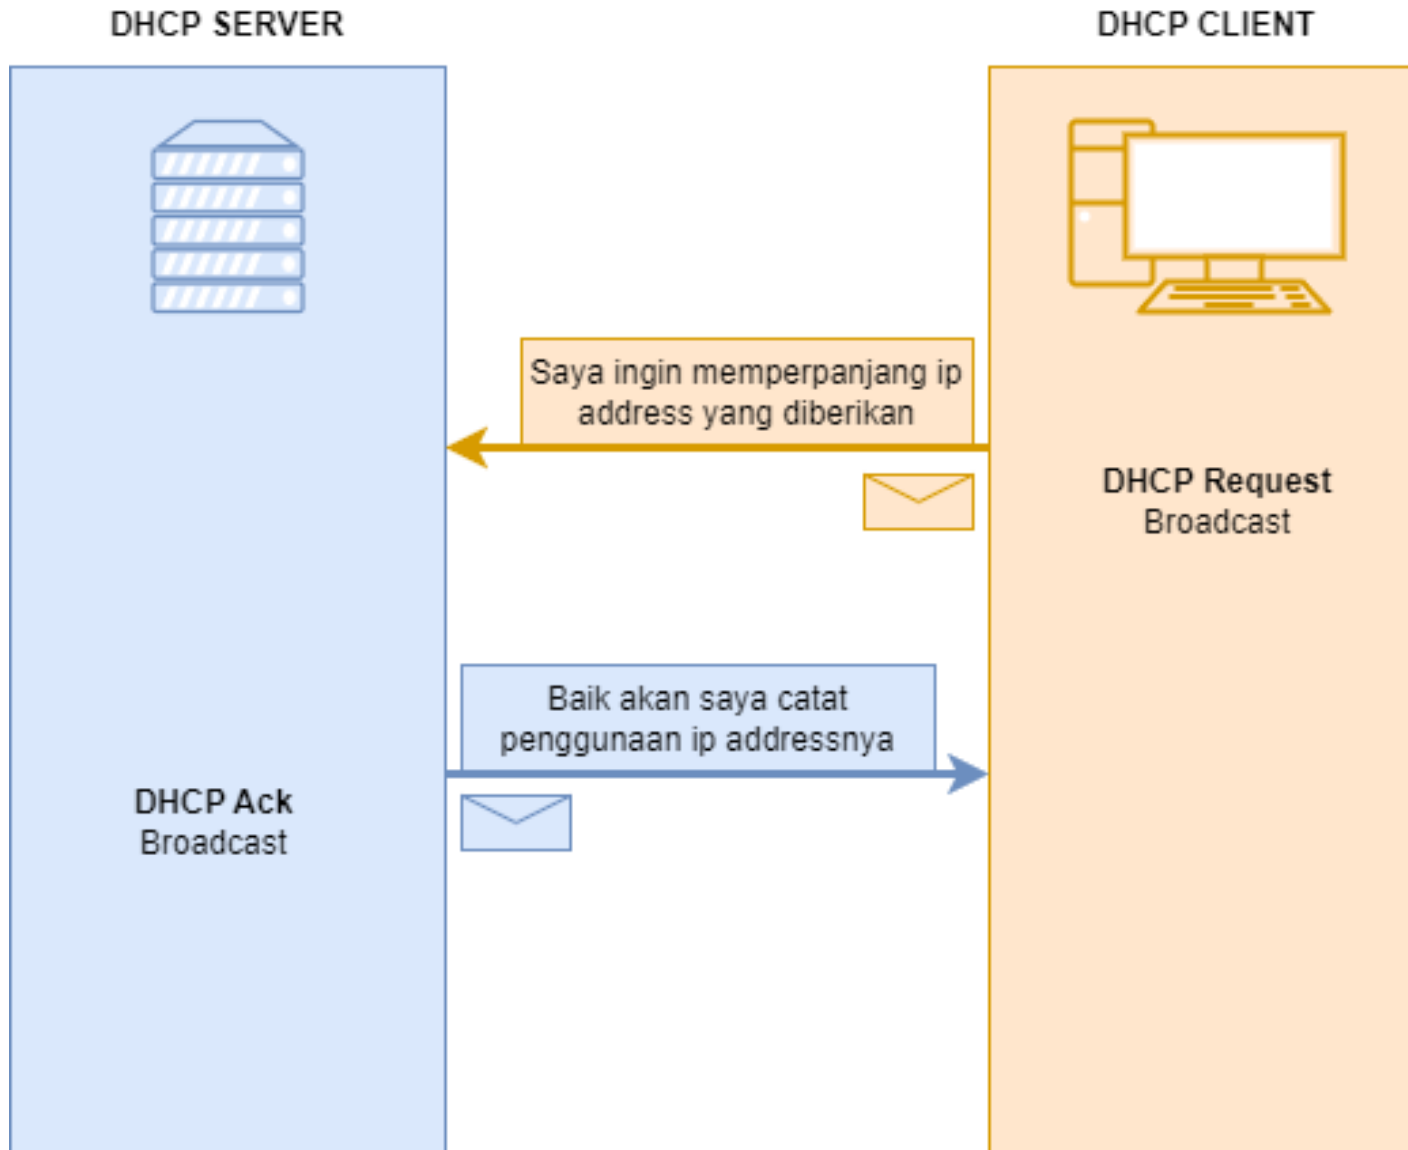 DHCP SERVER
DHCP CLIENT
Saya ingin memperpanjang ip
address yang diberikan
DHCP Request
Broadcast
Baik akan saya catat
penggunaan ip addressnya
DHCP Ack
Broadcast